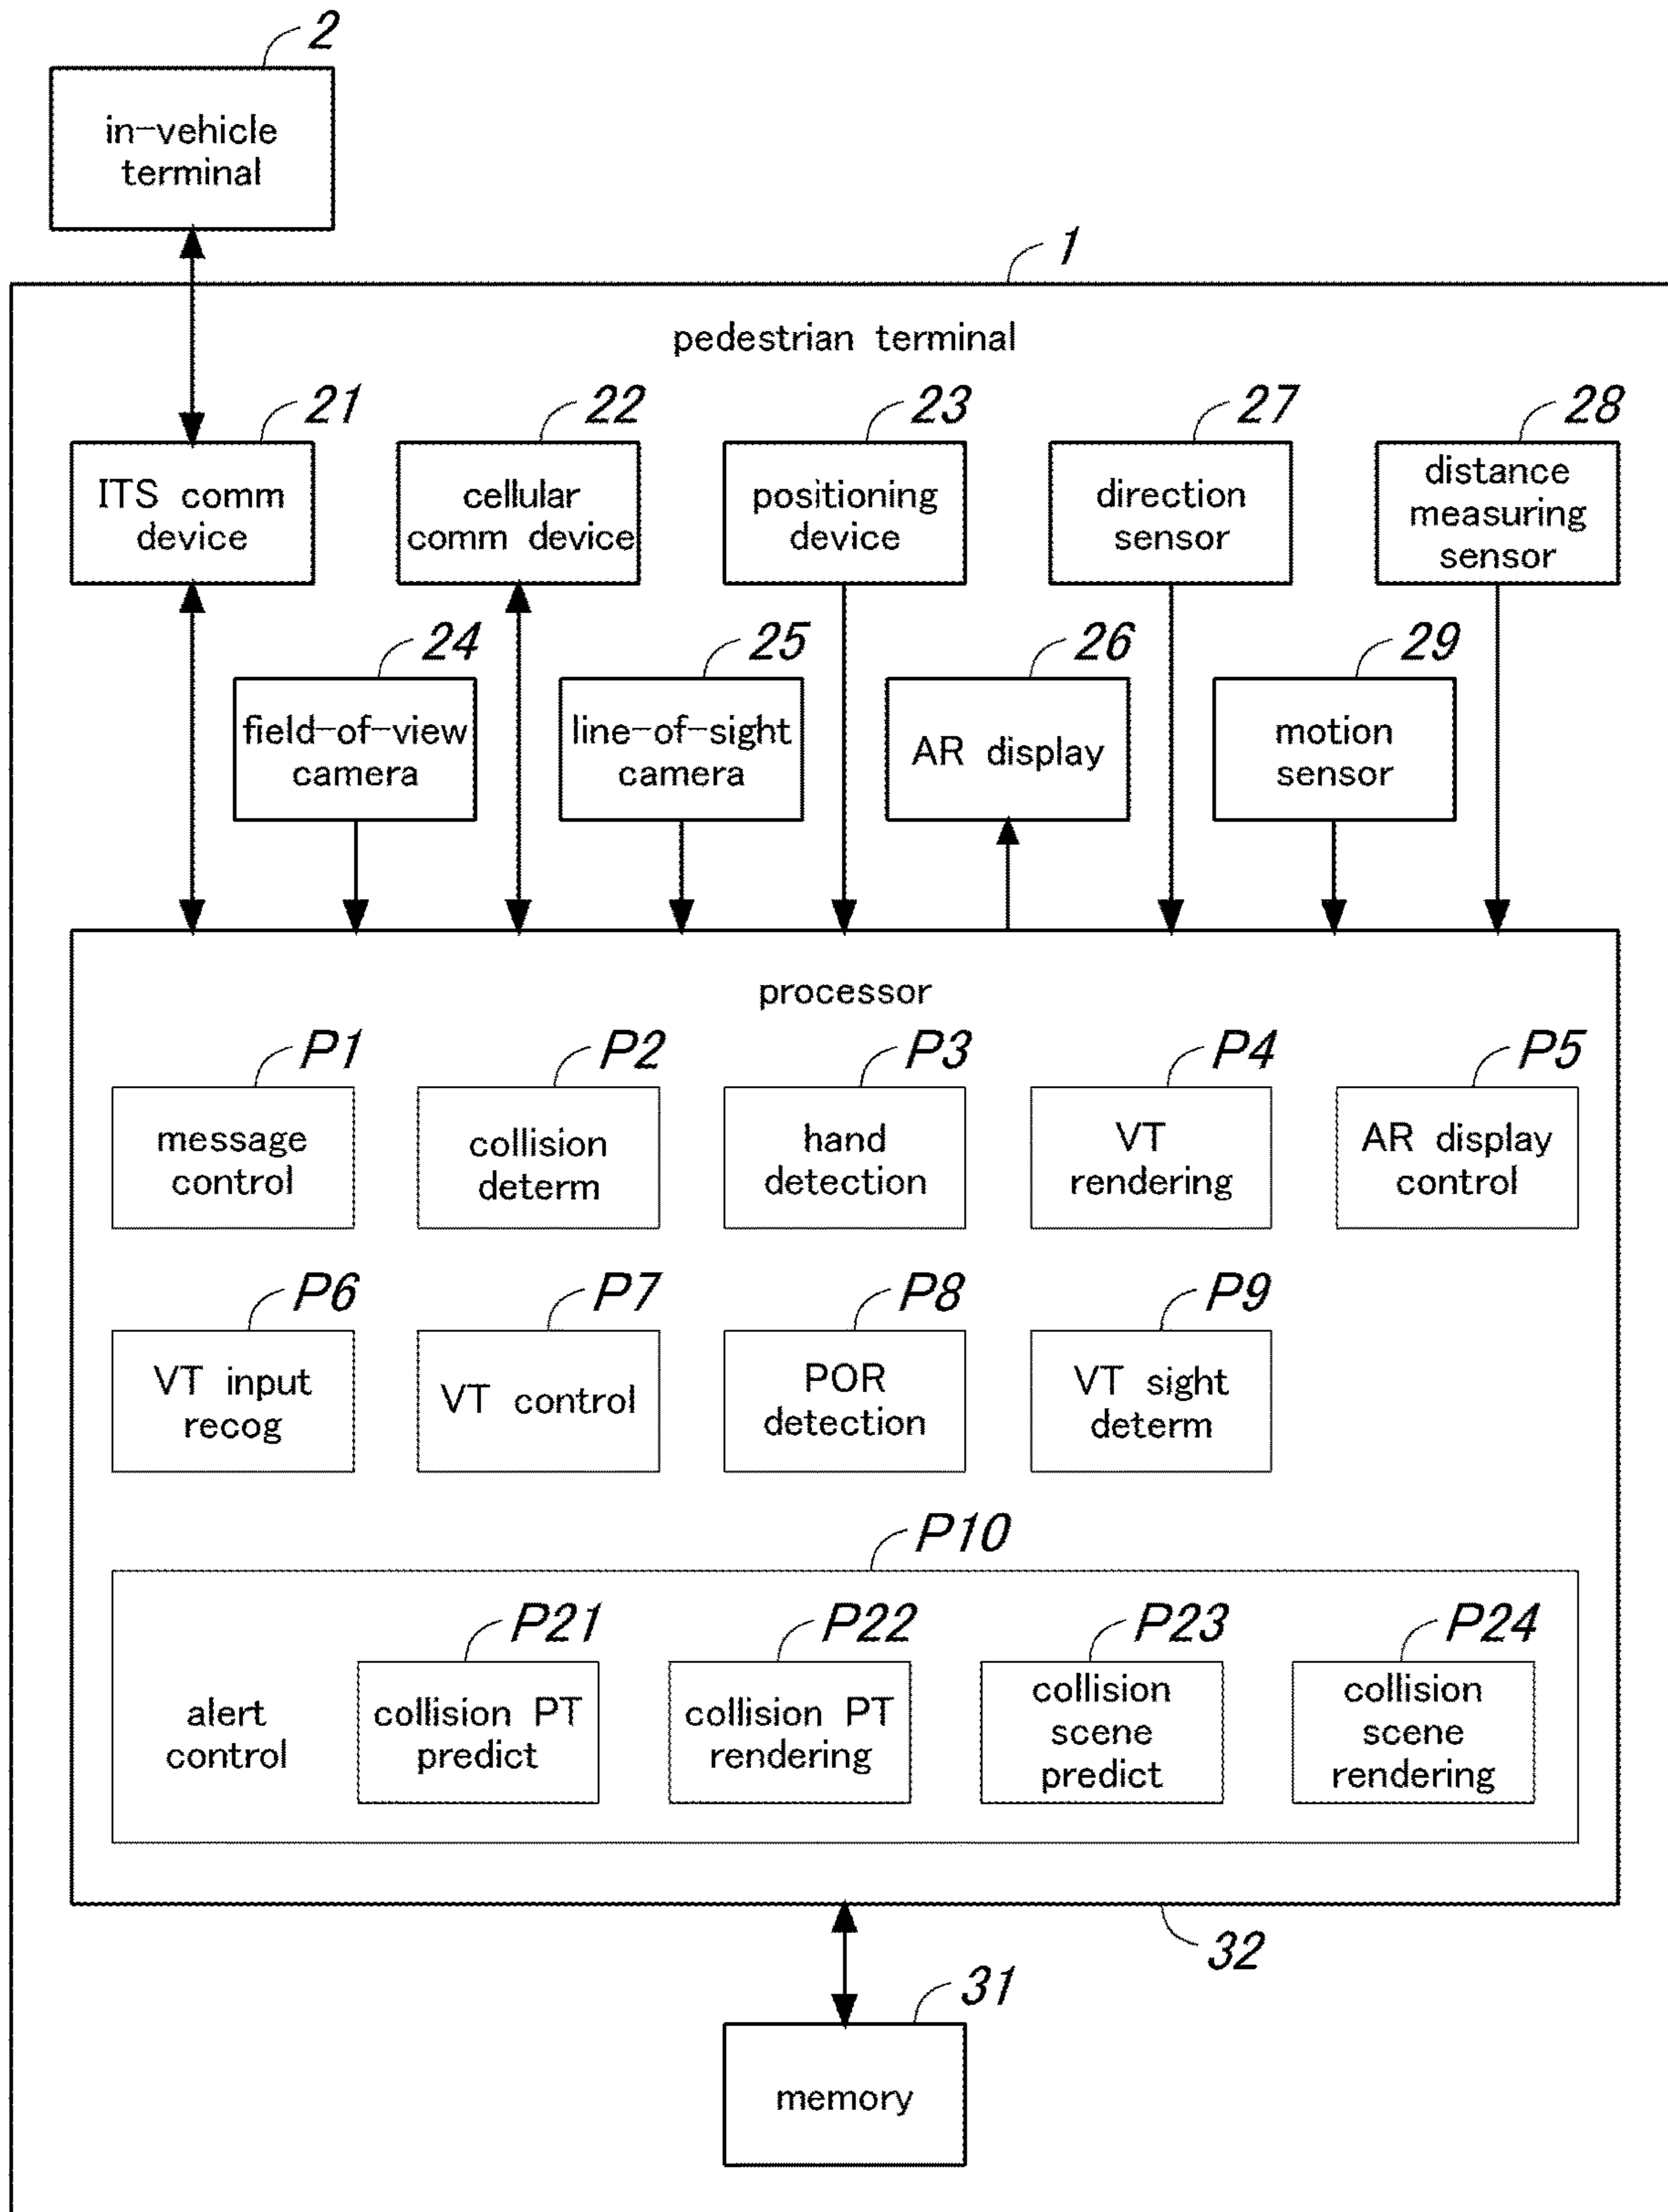 2
in-vehicle
terminal
1
pedestrian terminal
21
22
23
27
28
ITS comm
device
cellular
comm device
positioning
device
direction
sensor
distance
measuring
sensor
24
25
26
29
field-of-view
camera
line-of-sight
camera
AR display
motion
sensor
processor
P1
P2
P3
P4
P5
message
control
collision
determ
hand
detection
VT
rendering
AR display
control
P6
P7
P8
P9
VT input
recog
VT control
POR
detection
VT sight
determ
P10
P21
P22
P23
P24
alert
control
collision PT
predict
collision PT
rendering
collision
scene
predict
collision
scene
rendering
32
31
memory